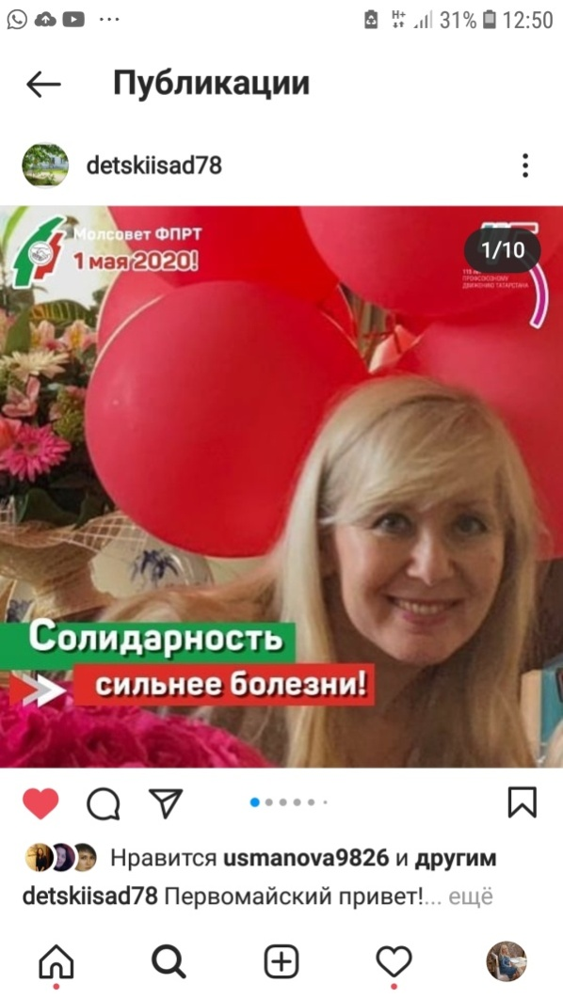 H+
31% 12:50
Публикации
detskiisad78
Молсовет ФПРТ
1 мая 2020!
1/10
115 ле
ПРОФСОЮЗНОМУ
ДВИЖЕНИЮ ТАТАРСТАНА
Солидарность
сильнее болезни!
Нравится usmanova9826 и другим
detskiisad78 Первомайский привет!... ещё